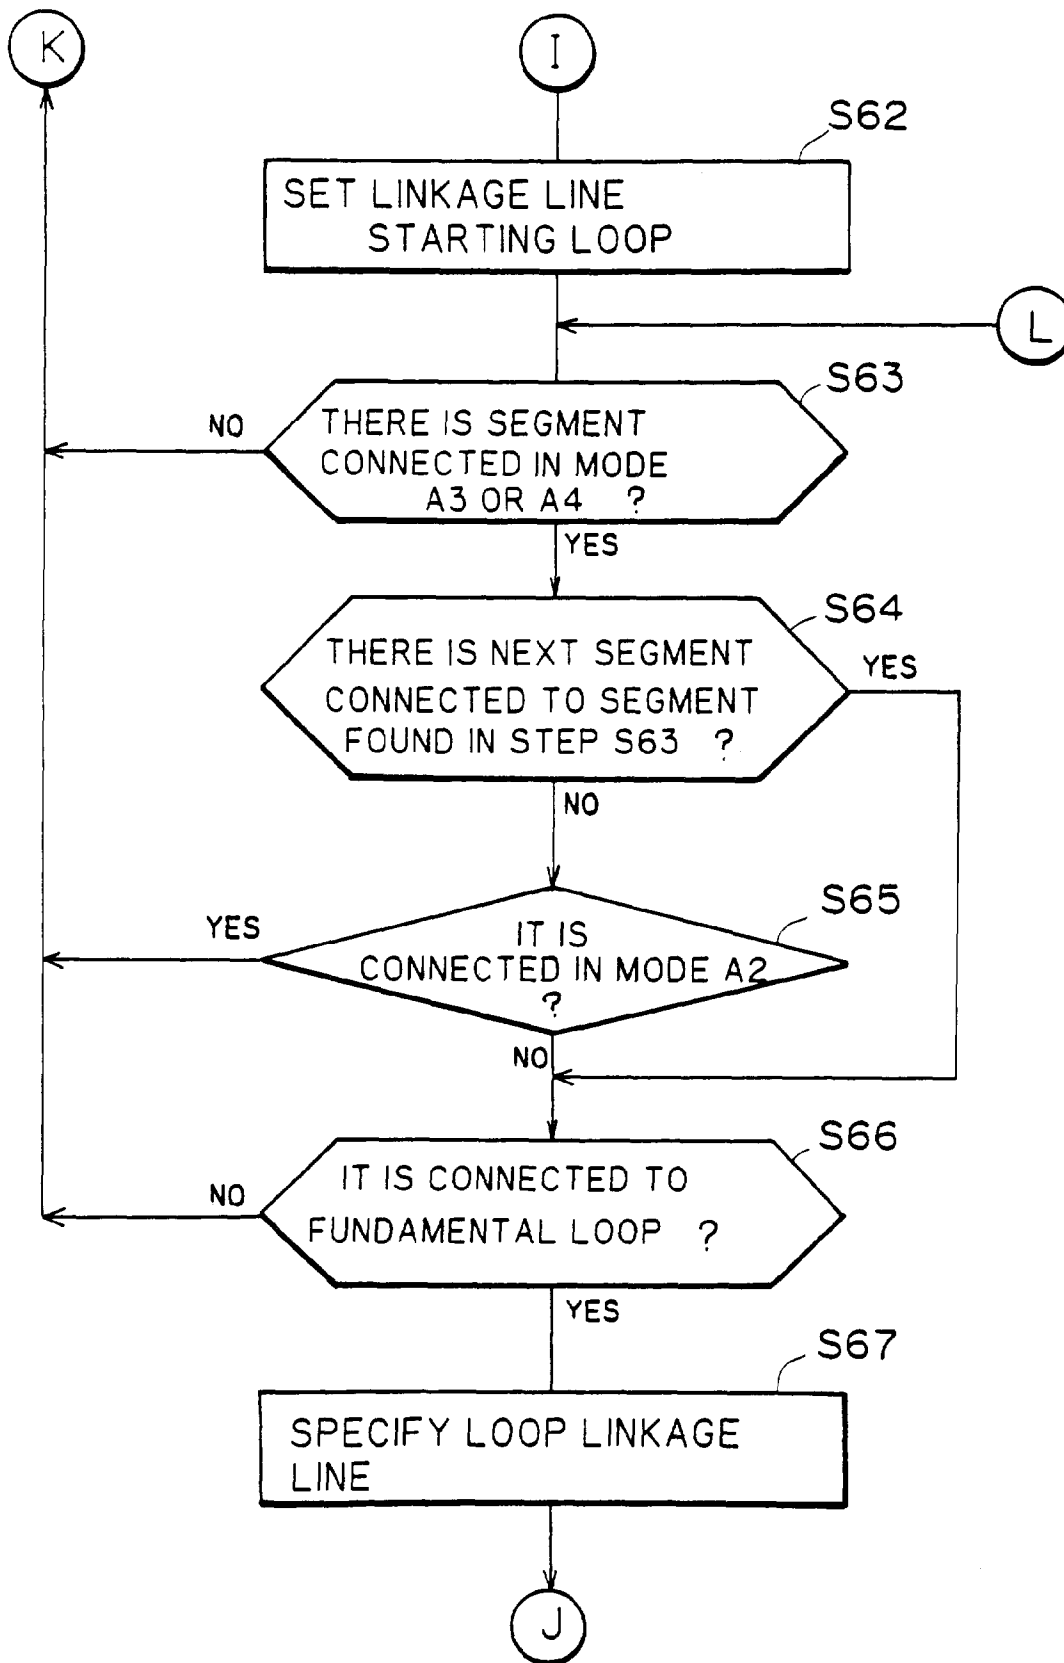 K
I
S62
SET LINKAGE LINE
STARTING LOOP
L
S63
NO
THERE IS SEGMENT
CONNECTED IN MODE
A3 OR A4 ?
YES
S64
THERE IS NEXT SEGMENT
YES
CONNECTED TO SEGMENT
FOUND IN STEP S63 ?
NO
S65
YES
IT IS
CONNECTED IN MODE A2
?
NO
S66
IT IS CONNECTED TO
NO
FUNDAMENTAL LOOP ?
YES
S67
SPECIFY LOOP LINKAGE
LINE
J